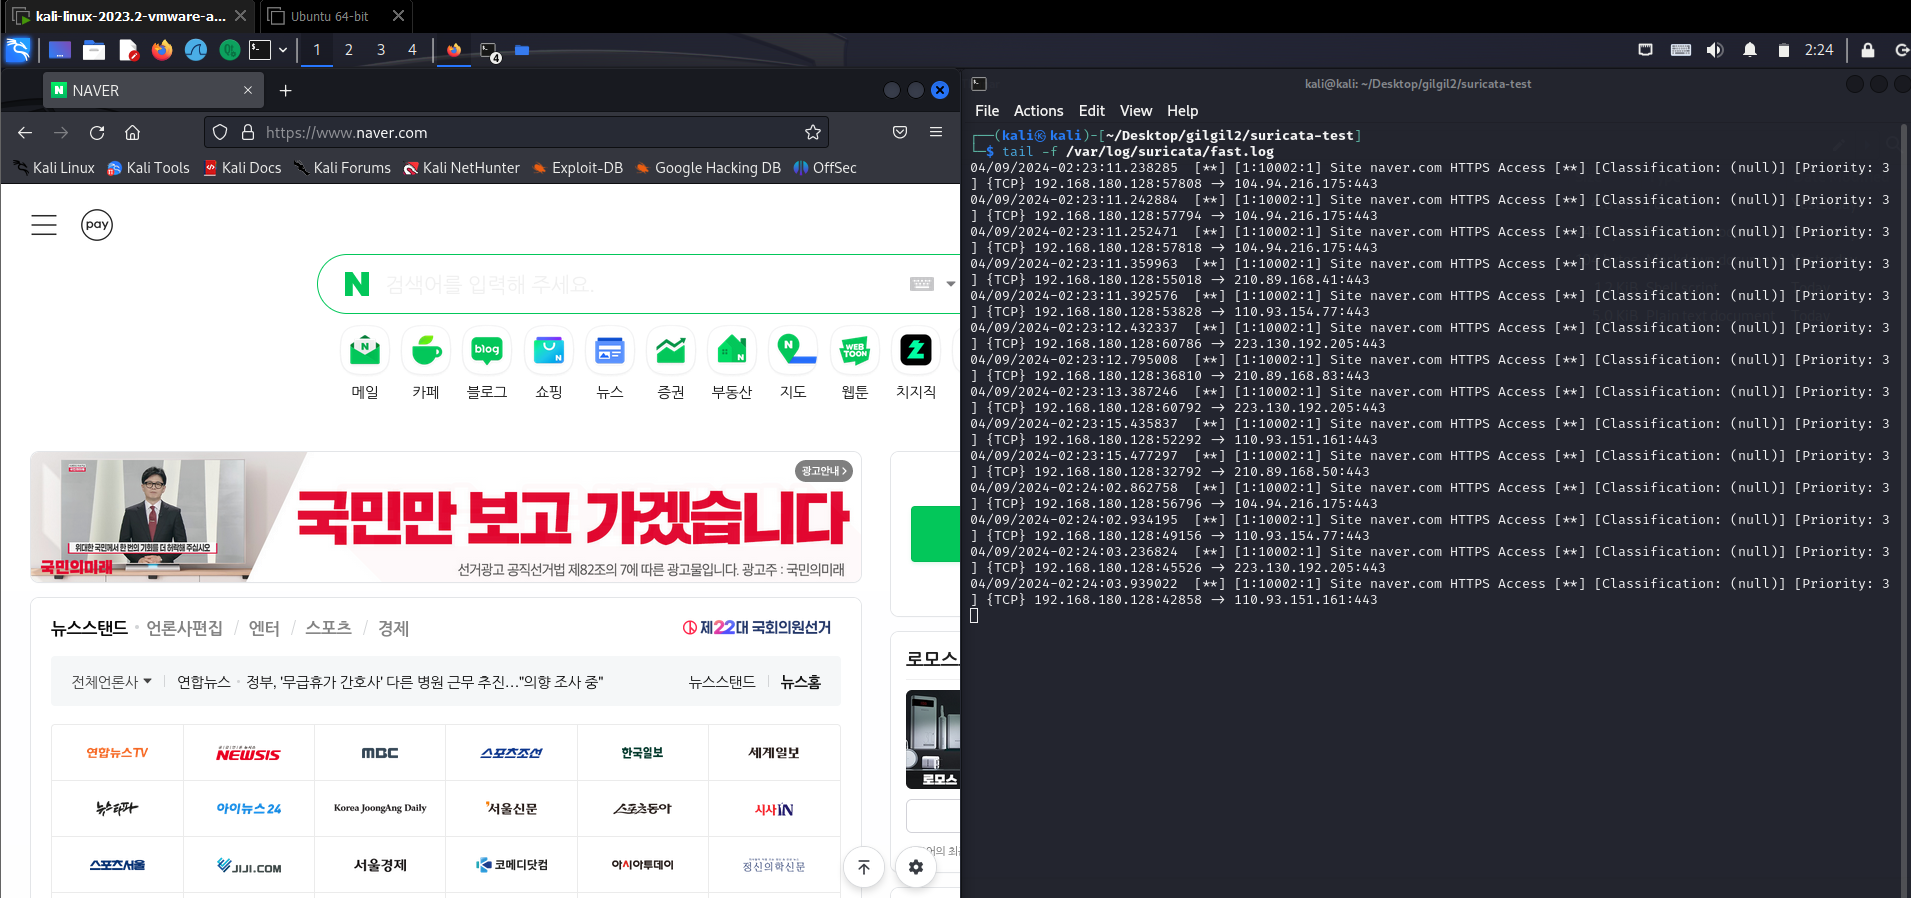 kali-linux-2023.2-vmware-a...
Ubuntu 64-bit
1 2 3 4
4
2:24
NAVER
https://www.naver.com
Kali Linux Kali Tools Kali Docs Kali Forums Kali NetHunter Exploit-DB Google Hacking DB OffSec
pay
N 검색어를 입력해 주세요.
메일 카페 블로그 쇼핑 뉴스 증권 부동산 지도 웹툰 치지직
blog
WEB
TOON
광고안내 >
국민만 보고 가겠습니다
위대한 국민께서 한 번의 기회를 더 허락해 주십시오
국민의미래
선거광고 공직선거법 제82조의 7에 따른 광고물입니다. 광고주 : 국민의미래
뉴스스탠드 · 언론사편집 / 엔터 / 스포츠 / 경제
제22대 국회의원선거
전체언론사 연합뉴스 · 정부, '무급휴가 간호사' 다른 병원 근무 추진…"의향 조사 중" 뉴스스탠드 뉴스홈
연합뉴스TV NEWSIS MBC 스포츠조선 한국일보 세계일보
뉴스타파 아이뉴스24 Korea JoongAng Daily 서울신문 스포츠동아 시사IN
스포츠서울 JIJI.COM 서울경제 코메디닷컴 아시아투데이 정신의학신문
로모스
로모스
kali@kali: ~/Desktop/gilgil2/suricata-test
File Actions Edit View Help
┌──(kali㉿kali)-[~/Desktop/gilgil2/suricata-test]
└─$ tail -f /var/log/suricata/fast.log
04/09/2024-02:23:11.238285  [**] [1:10002:1] Site naver.com HTTPS Access [**] [Classification: (null)] [Priority: 3
] {TCP} 192.168.180.128:57808 -> 104.94.216.175:443
04/09/2024-02:23:11.242884  [**] [1:10002:1] Site naver.com HTTPS Access [**] [Classification: (null)] [Priority: 3
] {TCP} 192.168.180.128:57794 -> 104.94.216.175:443
04/09/2024-02:23:11.252471  [**] [1:10002:1] Site naver.com HTTPS Access [**] [Classification: (null)] [Priority: 3
] {TCP} 192.168.180.128:57818 -> 104.94.216.175:443
04/09/2024-02:23:11.359963  [**] [1:10002:1] Site naver.com HTTPS Access [**] [Classification: (null)] [Priority: 3
] {TCP} 192.168.180.128:55018 -> 210.89.168.41:443
04/09/2024-02:23:11.392576  [**] [1:10002:1] Site naver.com HTTPS Access [**] [Classification: (null)] [Priority: 3
] {TCP} 192.168.180.128:53828 -> 110.93.154.77:443
04/09/2024-02:23:12.432337  [**] [1:10002:1] Site naver.com HTTPS Access [**] [Classification: (null)] [Priority: 3
] {TCP} 192.168.180.128:60786 -> 223.130.192.205:443
04/09/2024-02:23:12.795008  [**] [1:10002:1] Site naver.com HTTPS Access [**] [Classification: (null)] [Priority: 3
] {TCP} 192.168.180.128:36810 -> 210.89.168.83:443
04/09/2024-02:23:13.387246  [**] [1:10002:1] Site naver.com HTTPS Access [**] [Classification: (null)] [Priority: 3
] {TCP} 192.168.180.128:60792 -> 223.130.192.205:443
04/09/2024-02:23:15.435837  [**] [1:10002:1] Site naver.com HTTPS Access [**] [Classification: (null)] [Priority: 3
] {TCP} 192.168.180.128:52292 -> 110.93.151.161:443
04/09/2024-02:23:15.477297  [**] [1:10002:1] Site naver.com HTTPS Access [**] [Classification: (null)] [Priority: 3
] {TCP} 192.168.180.128:32792 -> 210.89.168.50:443
04/09/2024-02:24:02.862758  [**] [1:10002:1] Site naver.com HTTPS Access [**] [Classification: (null)] [Priority: 3
] {TCP} 192.168.180.128:56796 -> 104.94.216.175:443
04/09/2024-02:24:02.934195  [**] [1:10002:1] Site naver.com HTTPS Access [**] [Classification: (null)] [Priority: 3
] {TCP} 192.168.180.128:49156 -> 110.93.154.77:443
04/09/2024-02:24:03.236824  [**] [1:10002:1] Site naver.com HTTPS Access [**] [Classification: (null)] [Priority: 3
] {TCP} 192.168.180.128:45526 -> 223.130.192.205:443
04/09/2024-02:24:03.939022  [**] [1:10002:1] Site naver.com HTTPS Access [**] [Classification: (null)] [Priority: 3
] {TCP} 192.168.180.128:42858 -> 110.93.151.161:443